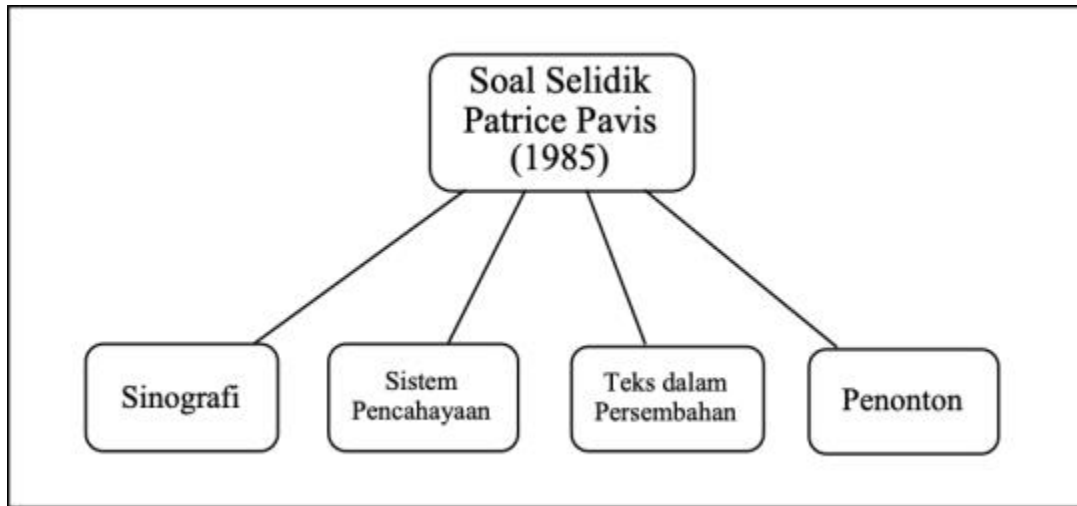 Soal Selidik
Patrice Pavis
(1985)
Sinografi
Sistem
Pencahayaan
Teks dalam
Persembahan
Penonton